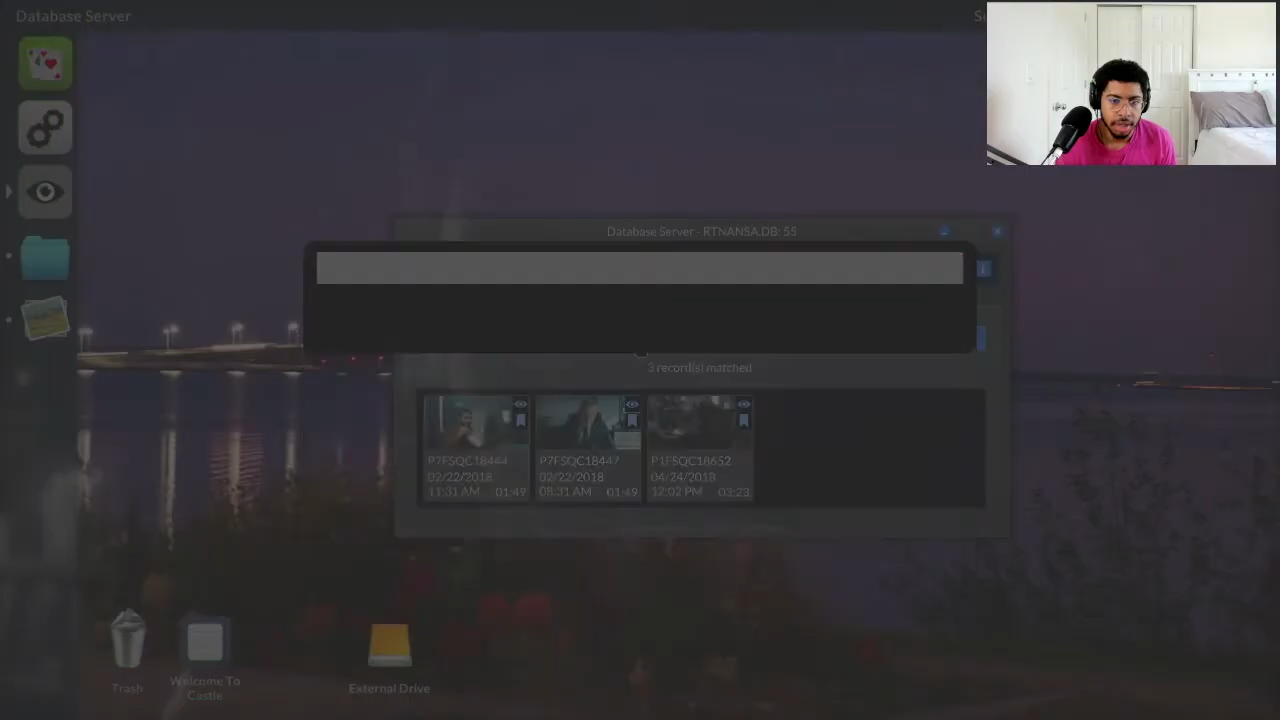 Database Server
Database Server - RTNANSA.DB: 55
3 record(s) matched
P7FSQC18444
02/22/2018
11:31 AM 01:49
P7FSQC18447
02/22/2018
08:31 AM 01:49
P1FSQC18652
04/24/2018
12:02 PM 03:23
Trash
Welcome To
Castle
External Drive